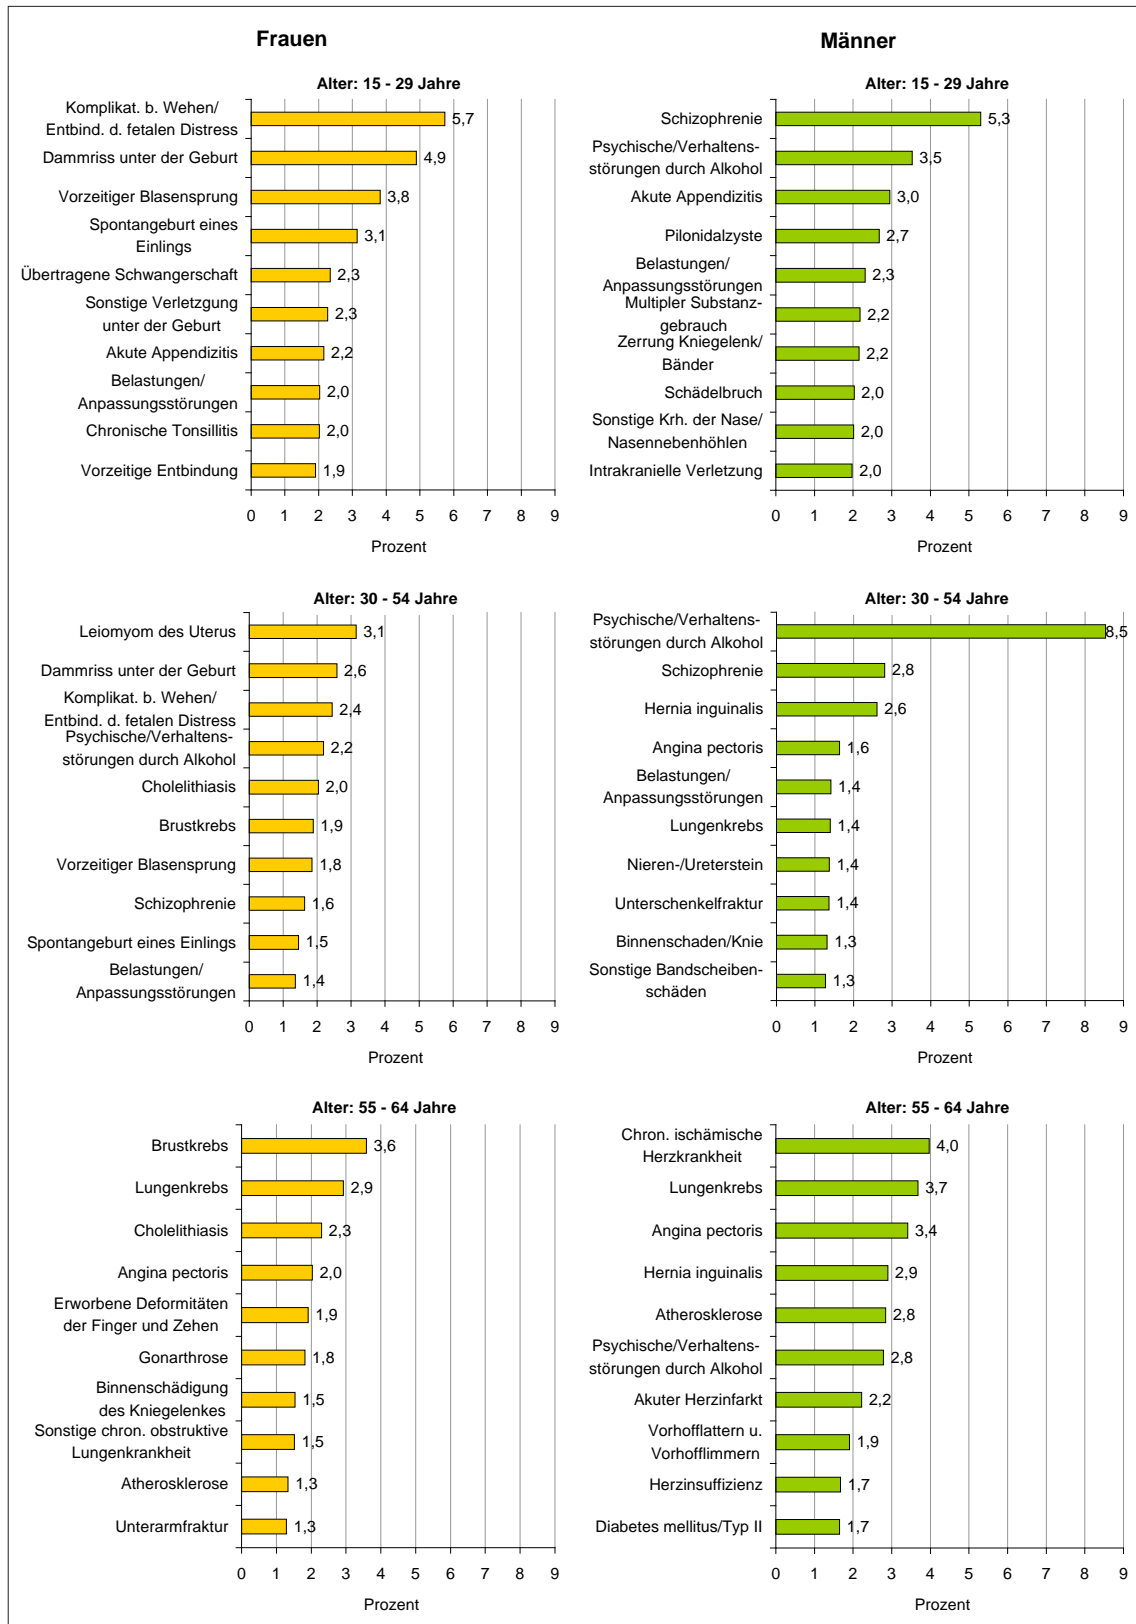 Frauen
Männer
Alter: 15 - 29 Jahre
Komplikat. b. Wehen/
Entbind. d. fetalen Distress
5,7
Dammriss unter der Geburt
4,9
Vorzeitiger Blasensprung
3,8
Spontangeburt eines
Einlings
3,1
Übertragene Schwangerschaft
2,3
Sonstige Verletzgung
unter der Geburt
2,3
Akute Appendizitis
2,2
Belastungen/
Anpassungsstörungen
2,0
Chronische Tonsillitis
2,0
Vorzeitige Entbindung
1,9
0 1 2 3 4 5 6 7 8 9
Prozent
Alter: 15 - 29 Jahre
Schizophrenie
5,3
Psychische/Verhaltens-
störungen durch Alkohol
3,5
Akute Appendizitis
3,0
Pilonidalzyste
2,7
Belastungen/
Anpassungsstörungen
2,3
Multipler Substanz-
gebrauch
2,2
Zerrung Kniegelenk/
Bänder
2,2
Schädelbruch
2,0
Sonstige Krh. der Nase/
Nasennebenhöhlen
2,0
Intrakranielle Verletzung
2,0
0 1 2 3 4 5 6 7 8 9
Prozent
Alter: 30 - 54 Jahre
Leiomyom des Uterus
3,1
Dammriss unter der Geburt
2,6
Komplikat. b. Wehen/
Entbind. d. fetalen Distress
2,4
Psychische/Verhaltens-
störungen durch Alkohol
2,2
Cholelithiasis
2,0
Brustkrebs
1,9
Vorzeitiger Blasensprung
1,8
Schizophrenie
1,6
Spontangeburt eines Einlings
1,5
Belastungen/
Anpassungsstörungen
1,4
0 1 2 3 4 5 6 7 8 9
Prozent
Alter: 30 - 54 Jahre
Psychische/Verhaltens-
störungen durch Alkohol
8,5
Schizophrenie
2,8
Hernia inguinalis
2,6
Angina pectoris
1,6
Belastungen/
Anpassungsstörungen
1,4
Lungenkrebs
1,4
Nieren-/Ureterstein
1,4
Unterschenkelfraktur
1,4
Binnenschaden/Knie
1,3
Sonstige Bandscheiben-
schäden
1,3
0 1 2 3 4 5 6 7 8 9
Prozent
Alter: 55 - 64 Jahre
Brustkrebs
3,6
Lungenkrebs
2,9
Cholelithiasis
2,3
Angina pectoris
2,0
Erworbene Deformitäten
der Finger und Zehen
1,9
Gonarthrose
1,8
Binnenschädigung
des Kniegelenkes
1,5
Sonstige chron. obstruktive
Lungenkrankheit
1,5
Atherosklerose
1,3
Unterarmfraktur
1,3
0 1 2 3 4 5 6 7 8 9
Prozent
Alter: 55 - 64 Jahre
Chron. ischämische
Herzkrankheit
4,0
Lungenkrebs
3,7
Angina pectoris
3,4
Hernia inguinalis
2,9
Atherosklerose
2,8
Psychische/Verhaltens-
störungen durch Alkohol
2,8
Akuter Herzinfarkt
2,2
Vorhofflattern u.
Vorhofflimmern
1,9
Herzinsuffizienz
1,7
Diabetes mellitus/Typ II
1,7
0 1 2 3 4 5 6 7 8 9
Prozent